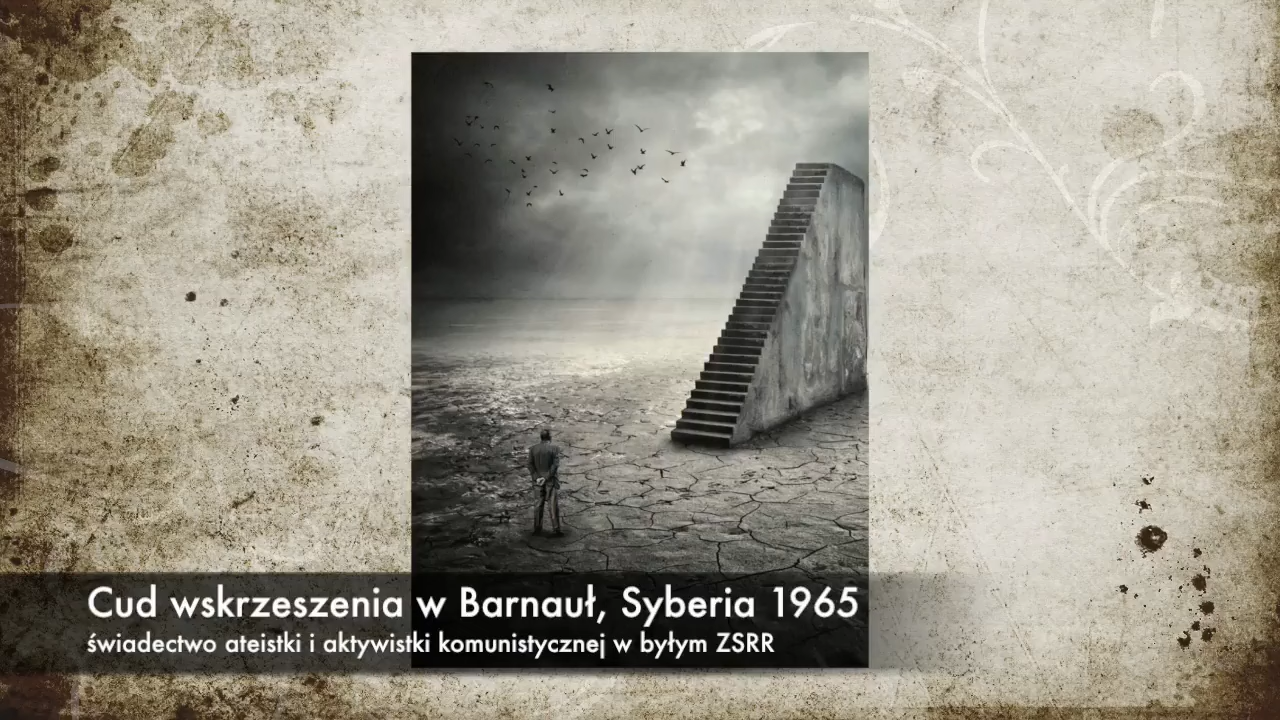 Cud wskrzeszenia w Barnauł, Syberia 1965
świadectwo ateistki i aktywistki komunistycznej w byłym ZSRR